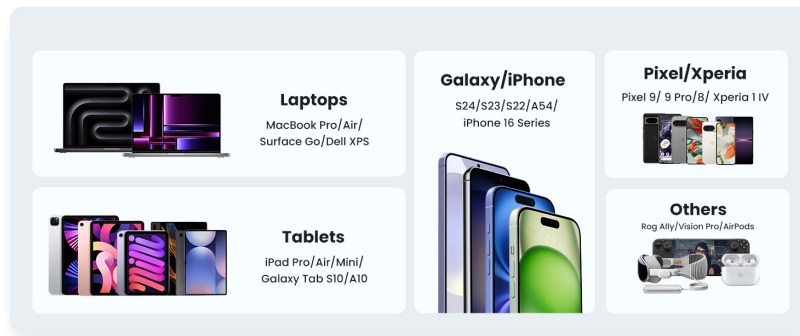 Laptops
MacBook Pro/Air/
Surface Go/Dell XPS
Galaxy/iPhone
S24/S23/S22/A54/
iPhone 16 Series
Pixel/Xperia
Pixel 9/ 9 Pro/8/ Xperia 1 IV
Tablets
iPad Pro/Air/Mini/
Galaxy Tab S10/A10
Others
Rog Ally/Vision Pro/AirPods